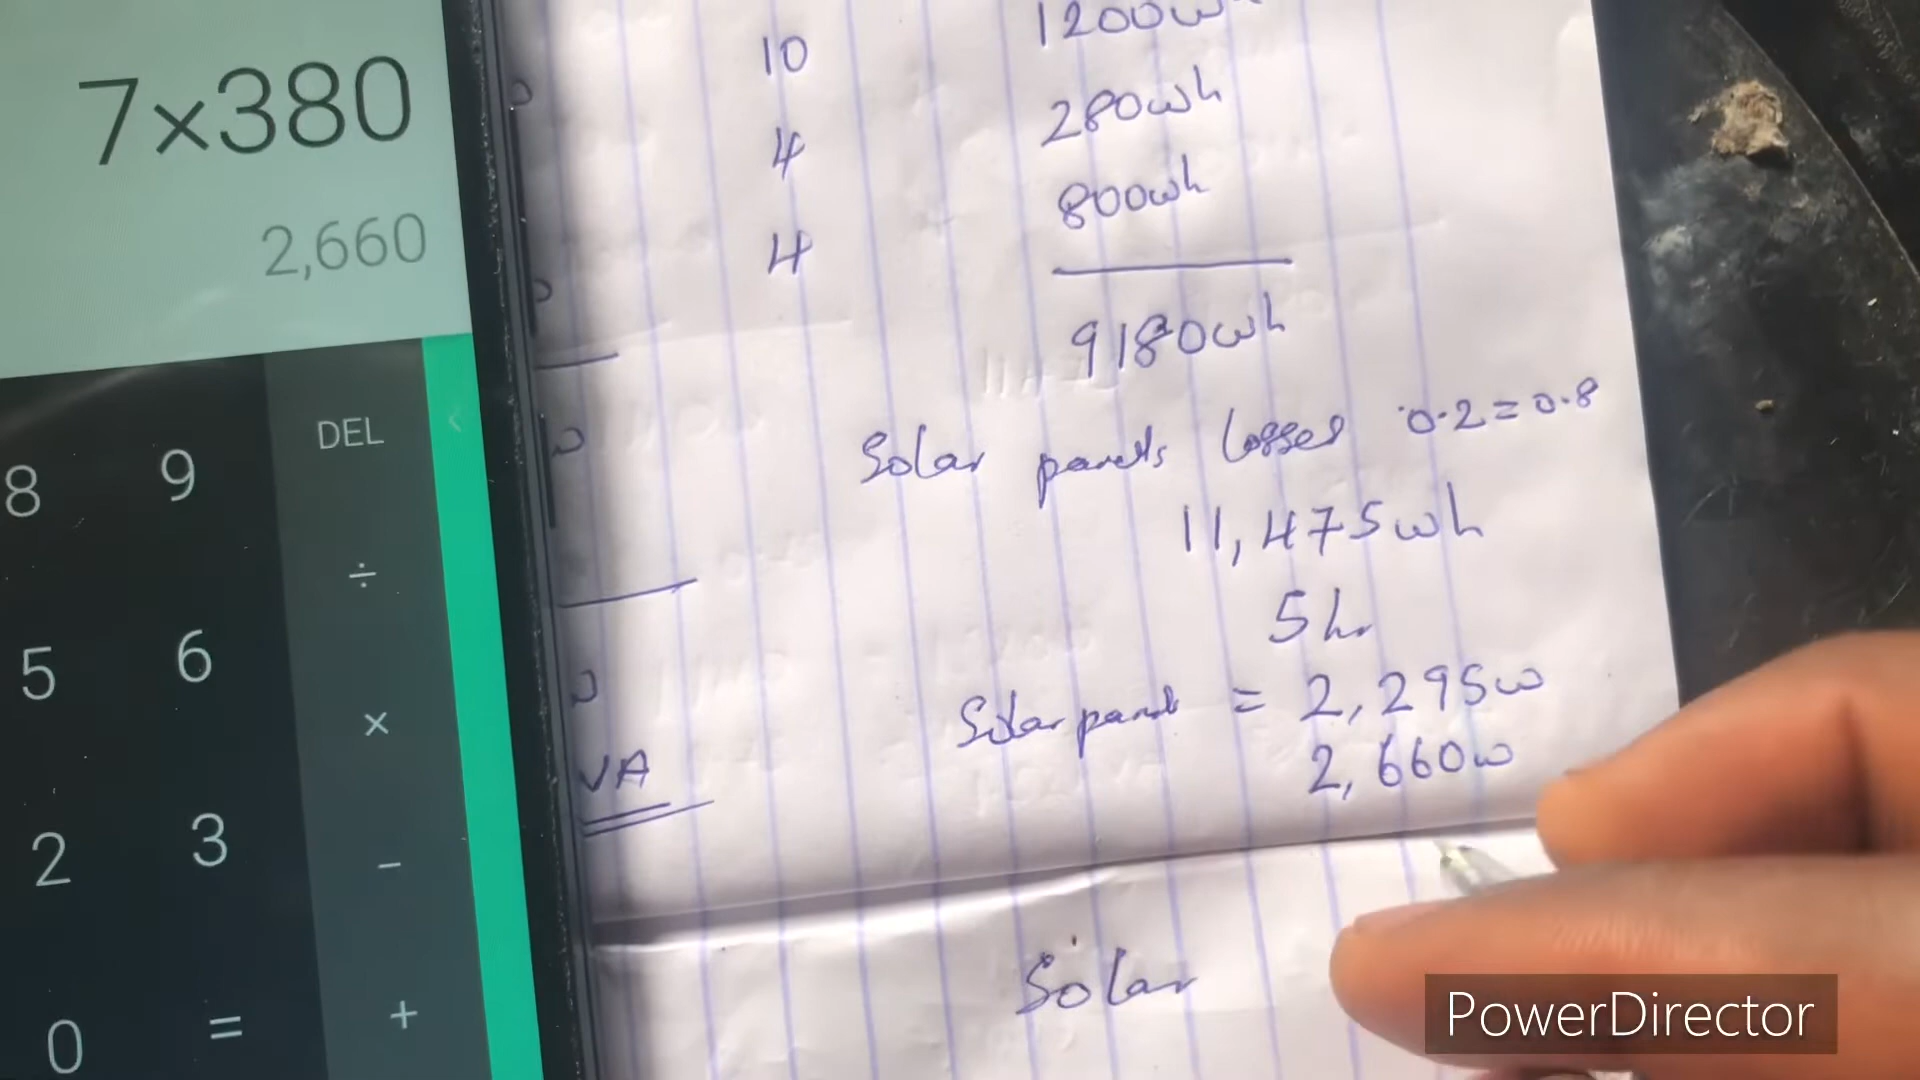 7×380
2,660
DEL
8 9
÷
5 6
×
2 3
−
0 = +
10 1200w
4 280wh
4 800wh
9180wh
Solar panels losses 0.2=0.8
11,475wh
5hr
Solar panel = 2,295w
2,660w
VA
Solar
PowerDirector